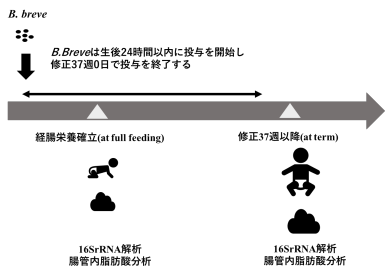 B. breve
B.Breveは生後24時間以内に投与を開始し
修正37週0日で投与を終了する
経腸栄養確立(at full feeding)
修正37週以降(at term)
16SrRNA解析
腸管内脂肪酸分析
16SrRNA解析
腸管内脂肪酸分析